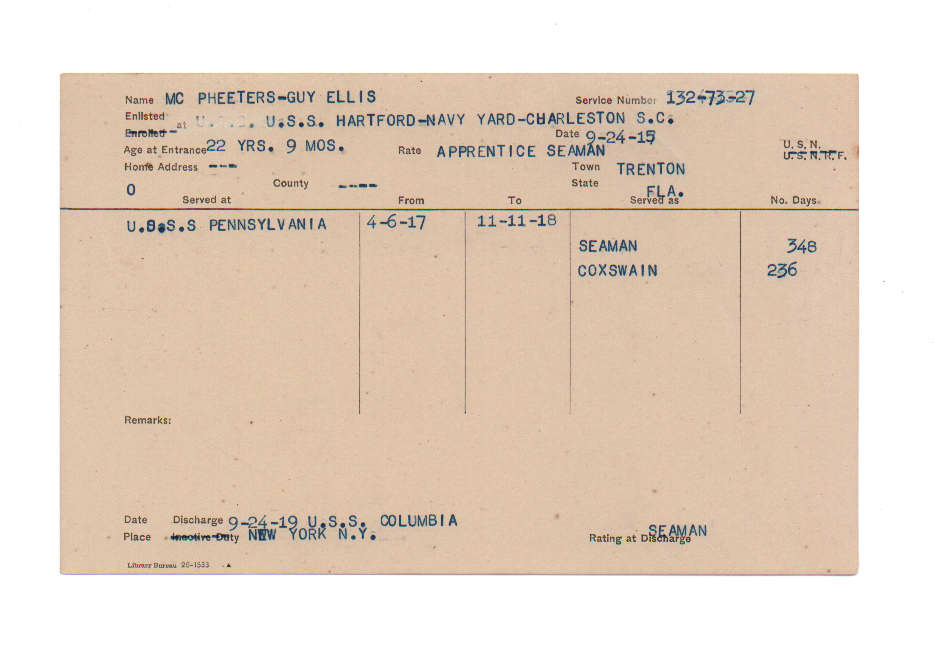 Name MC PHEETERS-GUY ELLIS Service Number 132-73-27
Enlisted at U.S.S. HARTFORD-NAVY YARD-CHARLESTON S.C.
Enrolled Date 9-24-15
Age at Entrance 22 YRS. 9 MOS. Rate APPRENTICE SEAMAN U. S. N. U. S. N. R. F.
Home Address --- Town TRENTON
O County ---- State FLA.
Served at From To Served as No. Days
U.S.S PENNSYLVANIA 4-6-17 11-11-18
SEAMAN 348
COXSWAIN 236
Remarks:
Date Discharge 9-24-19 U.S.S. COLUMBIA
Place Inactive Duty NEW YORK N.Y. Rating at Discharge SEAMAN
Library Bureau 26-1533